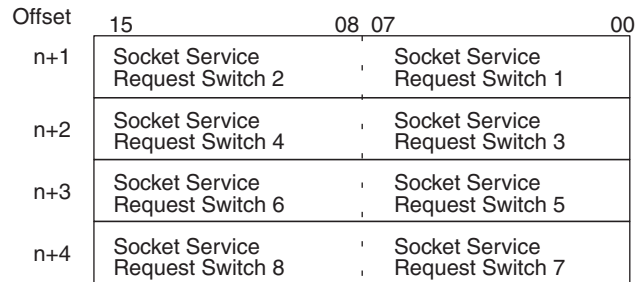 Offset
15 08 07 00
n+1 Socket Service Socket Service
Request Switch 2 Request Switch 1
n+2 Socket Service Socket Service
Request Switch 4 Request Switch 3
n+3 Socket Service Socket Service
Request Switch 6 Request Switch 5
n+4 Socket Service Socket Service
Request Switch 8 Request Switch 7